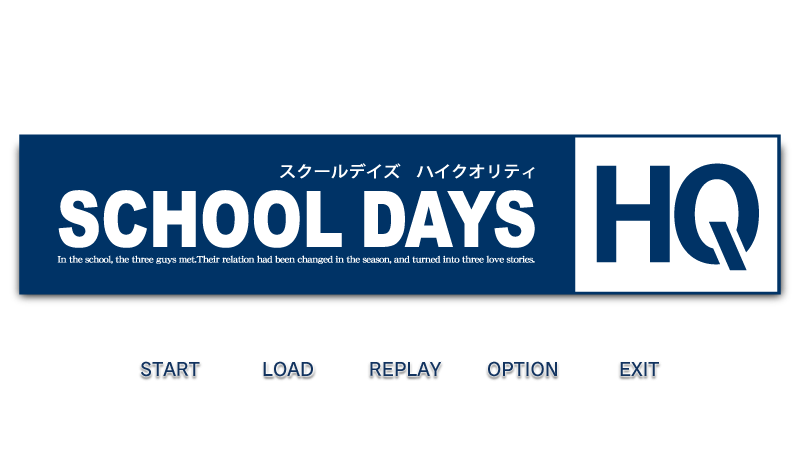 スクールデイズ ハイクオリティ
SCHOOL DAYS
HQ
In the school, the three guys met.Their relation had been changed in the season, and turned into three love stories.
START LOAD REPLAY OPTION EXIT